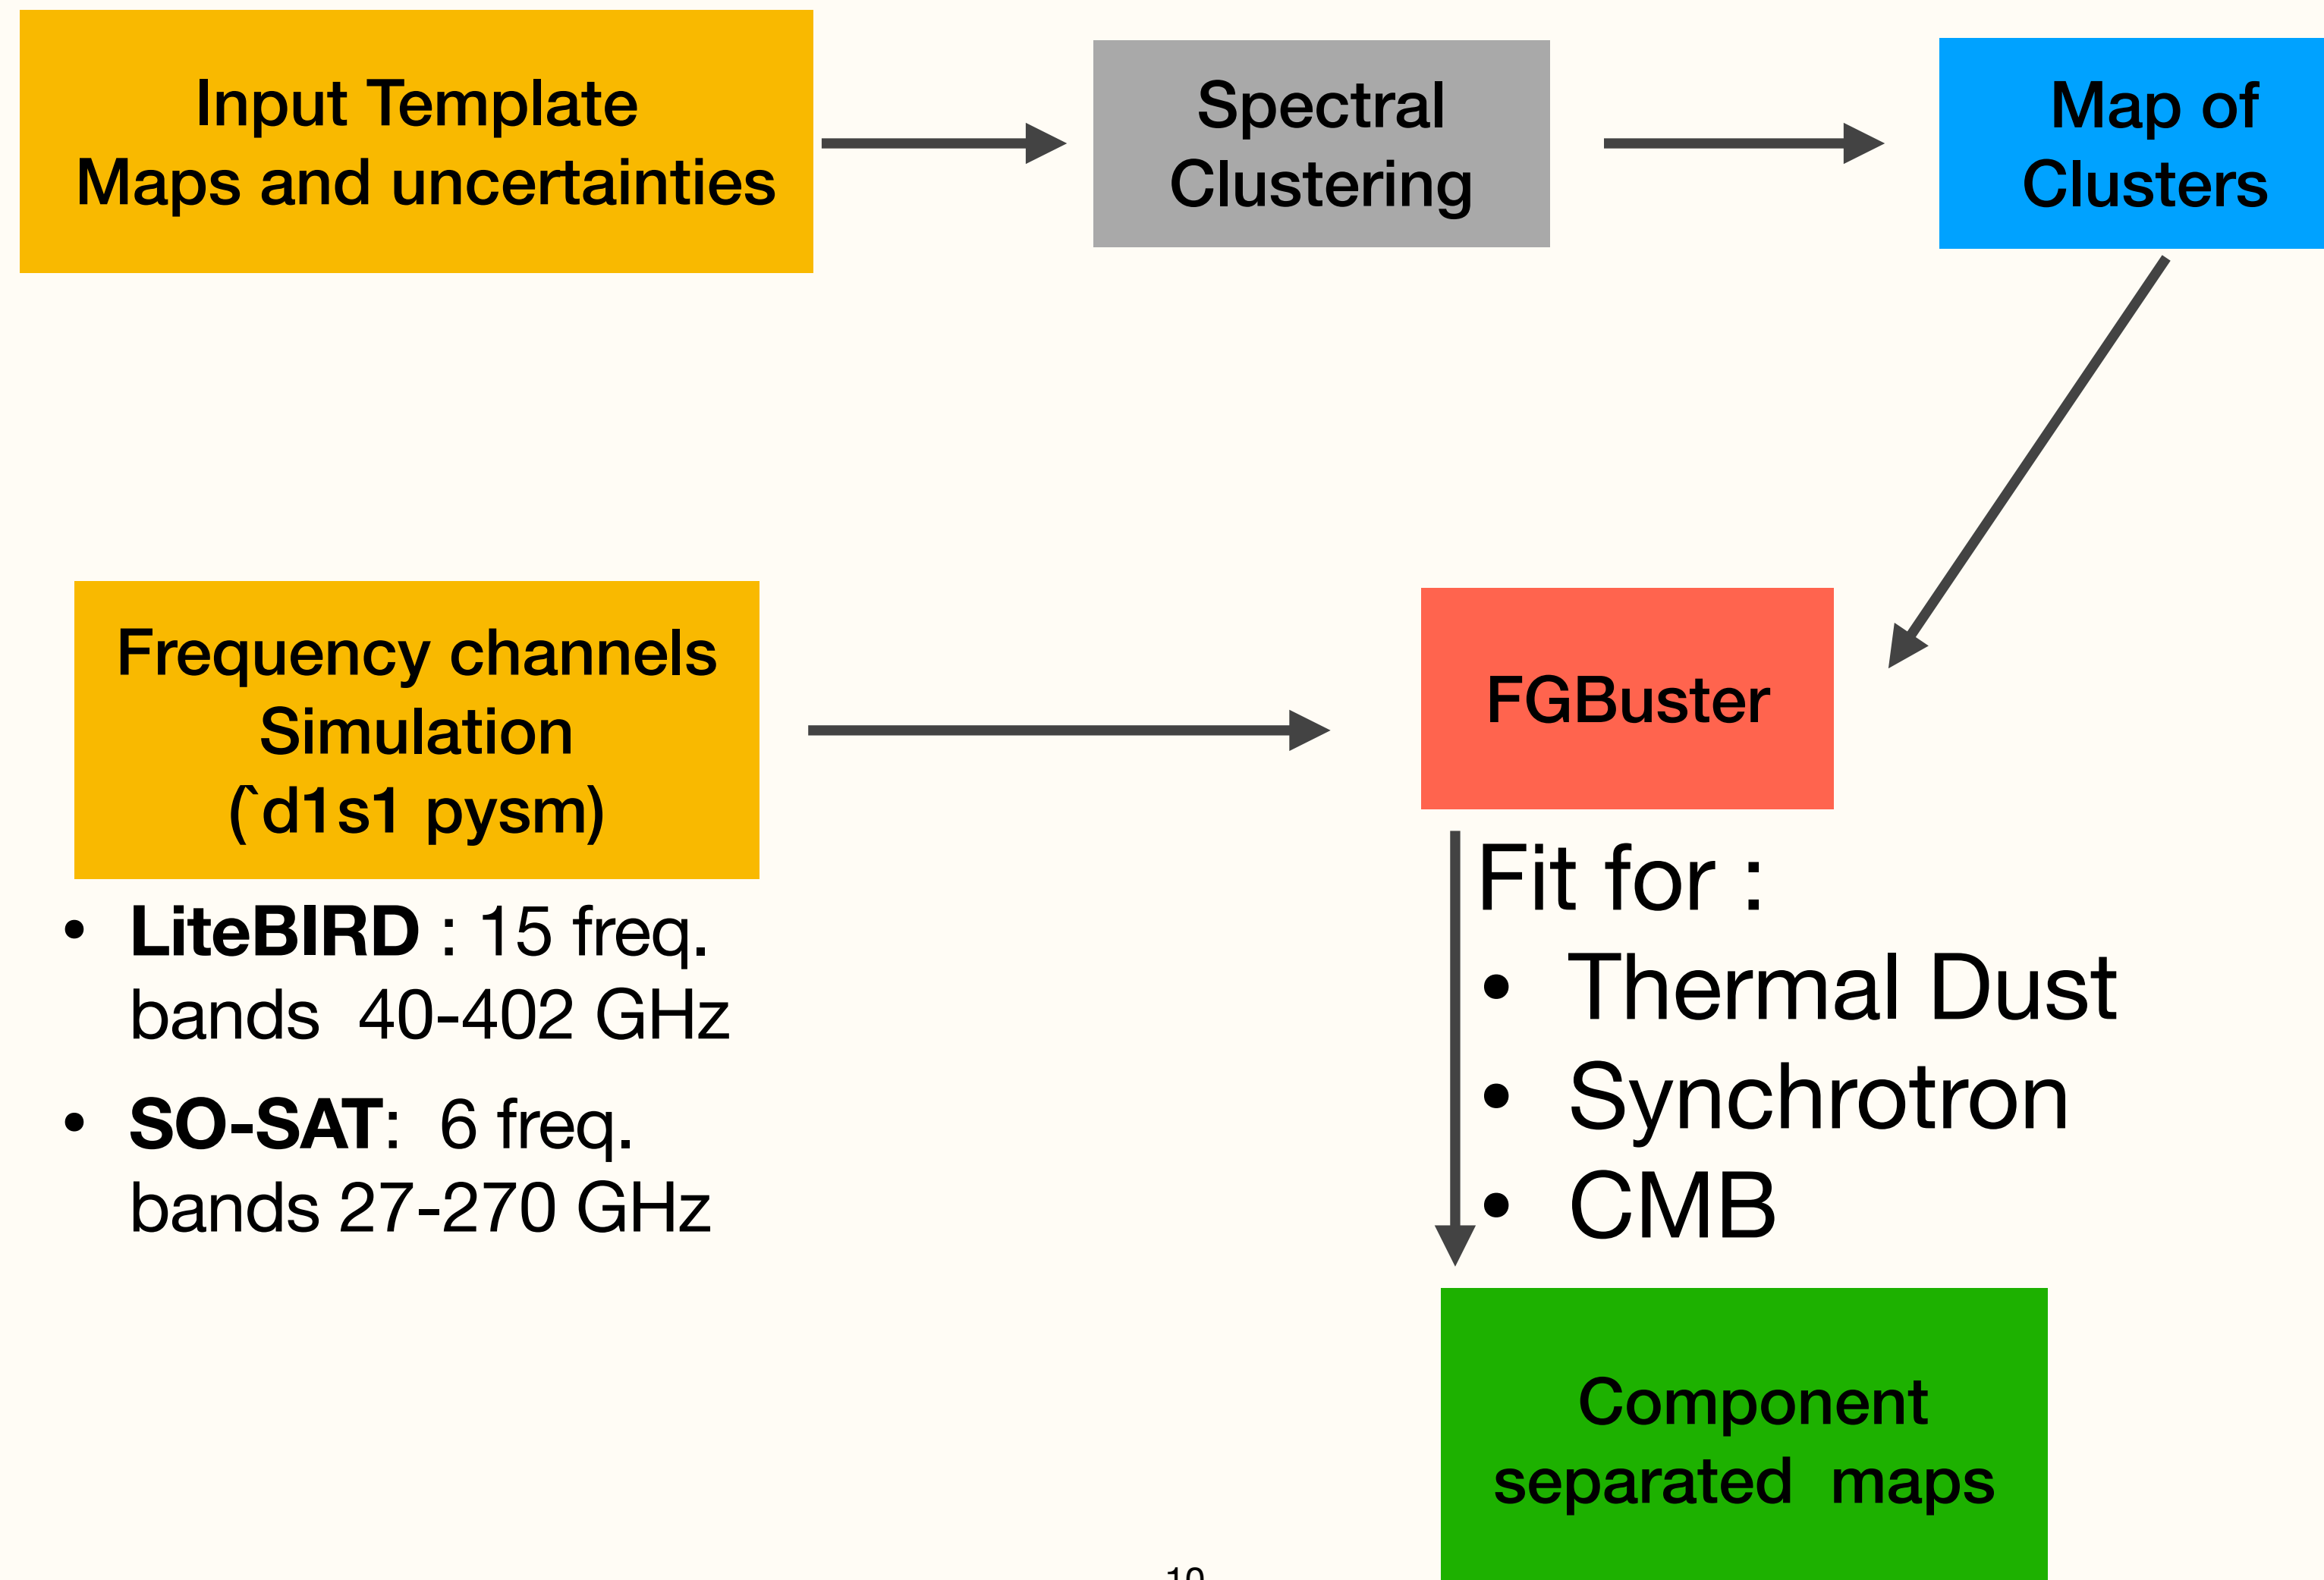 Input Template
Maps and uncertainties
Spectral
Clustering
Map of
Clusters
Frequency channels
Simulation
(`d1s1 pysm)
• LiteBIRD : 15 freq.
bands 40-402 GHz
• SO-SAT: 6 freq.
bands 27-270 GHz
FGBuster
Fit for :
• Thermal Dust
• Synchrotron
• CMB
Component
separated maps
10